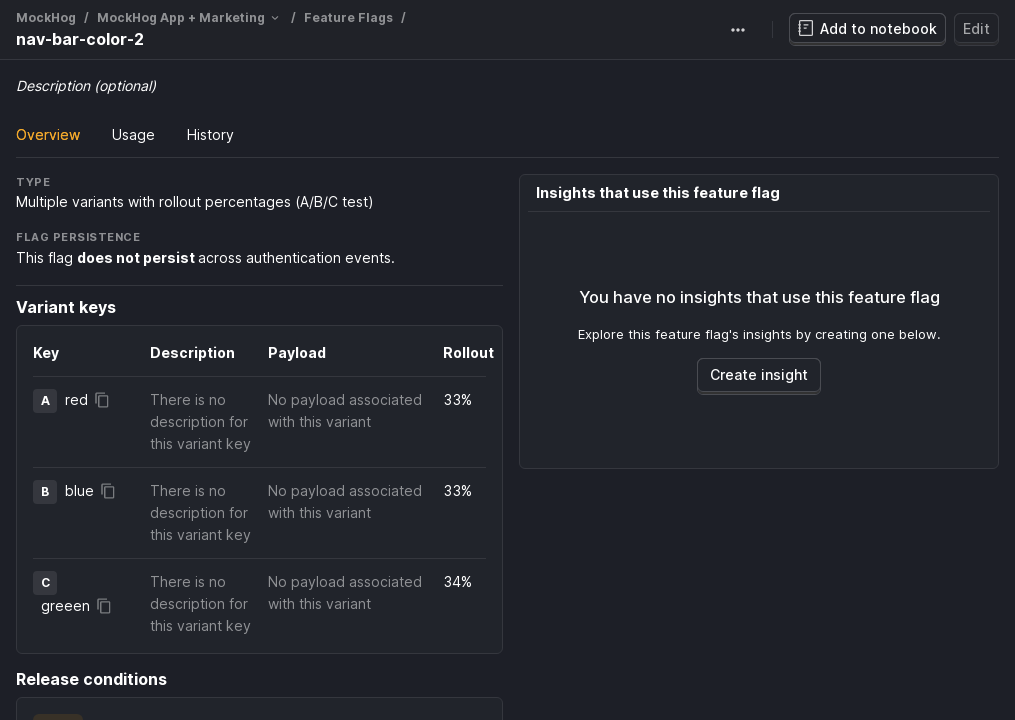 MockHog / MockHog App + Marketing / Feature Flags /
nav-bar-color-2
Add to notebook
Edit
Description (optional)
Overview Usage History
TYPE
Multiple variants with rollout percentages (A/B/C test)
FLAG PERSISTENCE
This flag does not persist across authentication events.
Variant keys
Key Description Payload Rollout
A red There is no No payload associated 33%
description for with this variant
this variant key
B blue There is no No payload associated 33%
description for with this variant
this variant key
C There is no No payload associated 34%
greeen description for with this variant
this variant key
Release conditions
Insights that use this feature flag
You have no insights that use this feature flag
Explore this feature flag's insights by creating one below.
Create insight